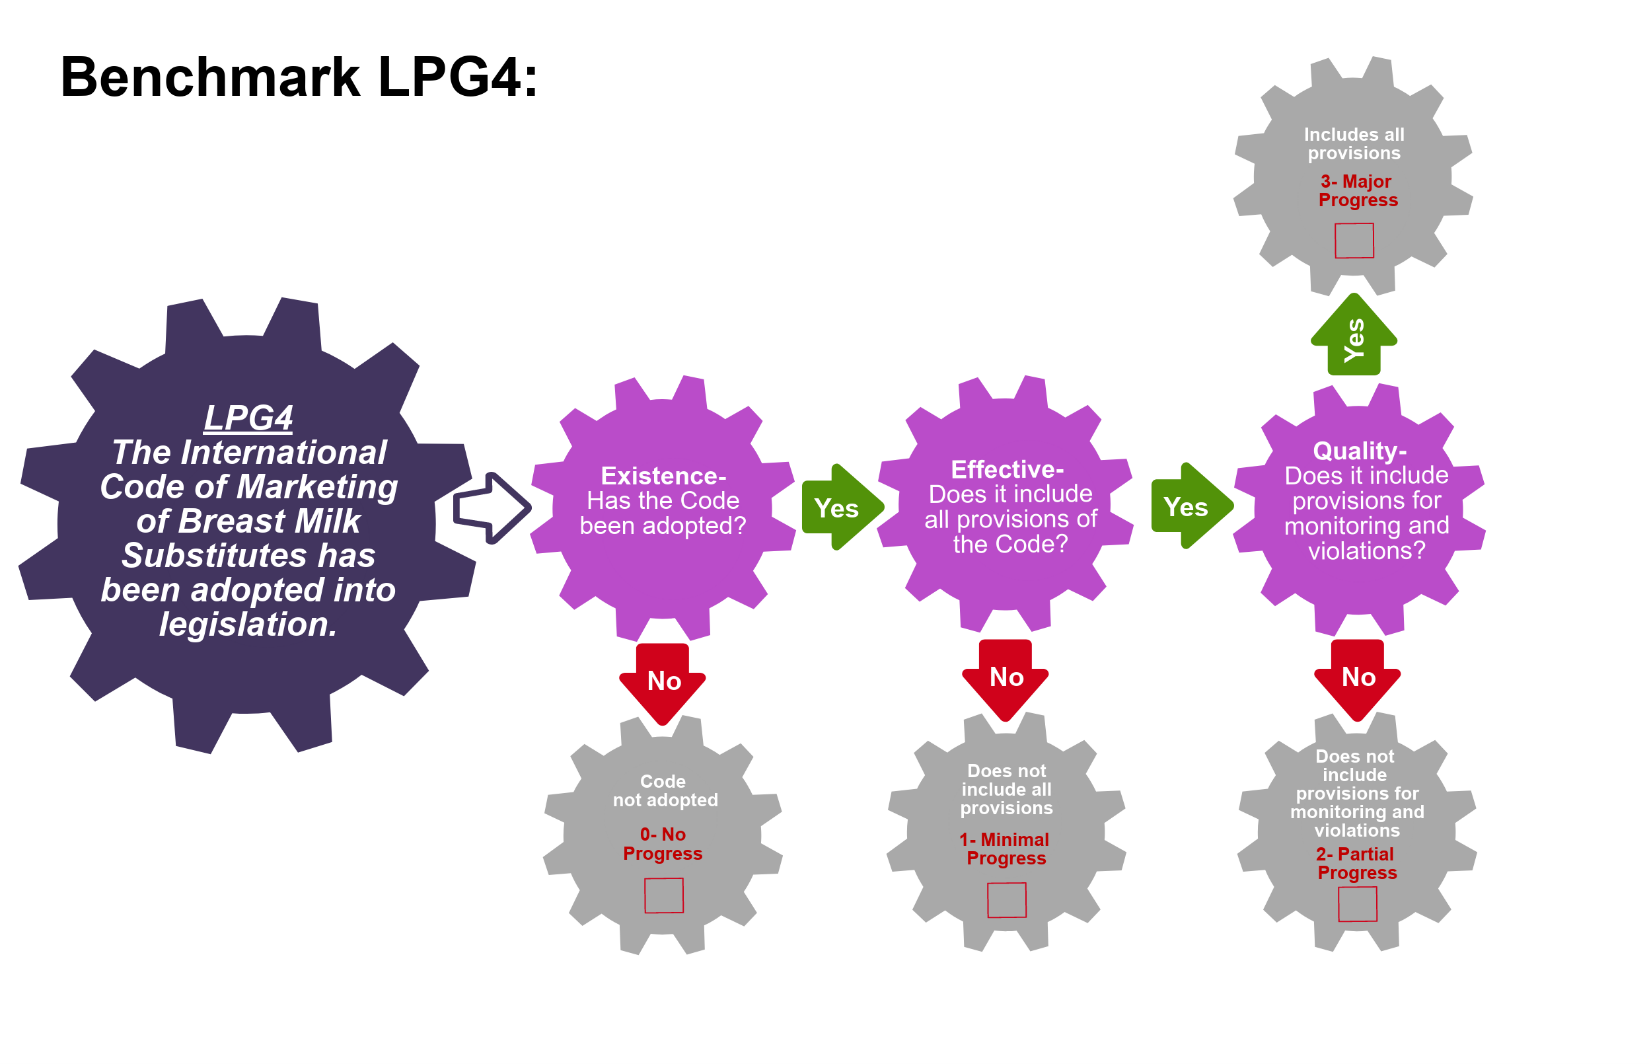 Benchmark LPG4:
LPG4
The International
Code of Marketing
of Breast Milk
Substitutes has
been adopted into
legislation.
Existence-
Has the Code
been adopted?
Yes
Effective-
Does it include
all provisions of
the Code?
Yes
Quality-
Does it include
provisions for
monitoring and
violations?
Yes
Includes all
provisions
3- Major
Progress
No
Code
not adopted
0- No
Progress
No
Does not
include all
provisions
1- Minimal
Progress
No
Does not
include
provisions for
monitoring and
violations
2- Partial
Progress